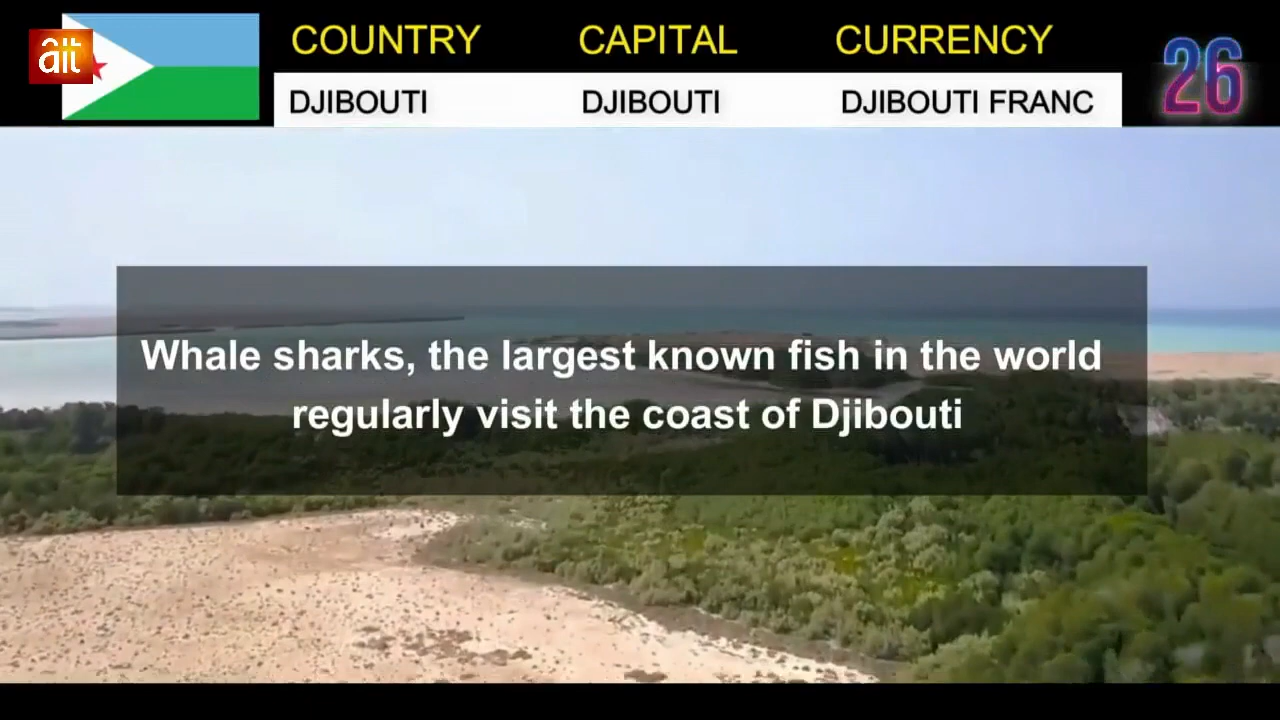 ait
COUNTRY CAPITAL CURRENCY
26
DJIBOUTI DJIBOUTI DJIBOUTI FRANC
Whale sharks, the largest known fish in the world
regularly visit the coast of Djibouti